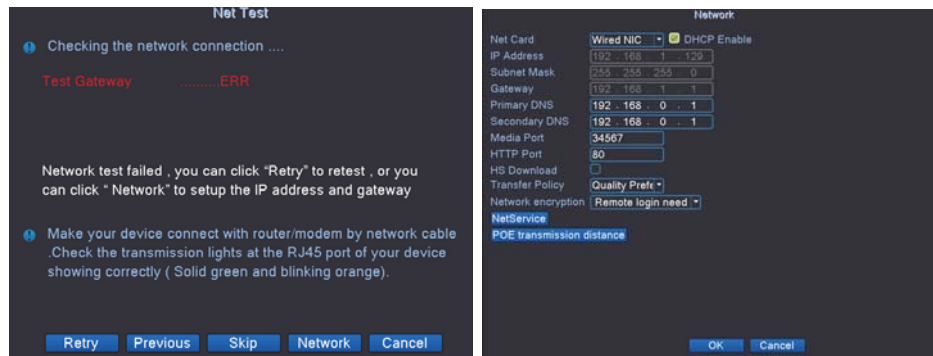 Net Test
Checking the network connection ....
Test Gateway ..........ERR
Network test failed , you can click “Retry” to retest , or you
can click “ Network” to setup the IP address and gateway
Make your device connect with router/modem by network cable
.Check the transmission lights at the RJ45 port of your device
showing correctly ( Solid green and blinking orange).
Retry Previous Skip Network Cancel
Network
Net Card Wired NIC DHCP Enable
IP Address 192 . 168 . 1 . 129
Subnet Mask 255 . 255 . 255 . 0
Gateway 192 . 168 . 1 . 1
Primary DNS 192 . 168 . 0 . 1
Secondary DNS 192 . 168 . 0 . 1
Media Port 34567
HTTP Port 80
HS Download
Transfer Policy Quality Prefe
Network encryption Remote login need
NetService
POE transmission distance
OK Cancel